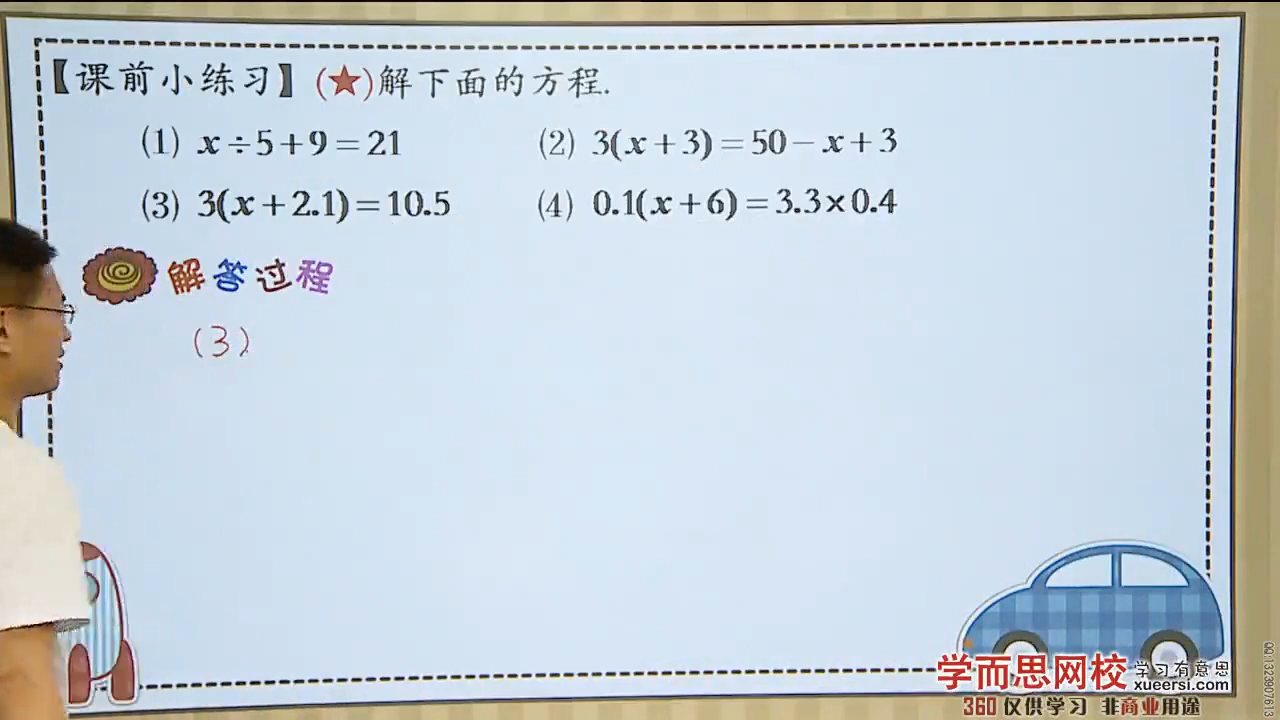 【课前小练习】(★)解下面的方程.
(1) x÷5+9=21 (2) 3(x+3)=50-x+3
(3) 3(x+2.1)=10.5 (4) 0.1(x+6)=3.3×0.4
解答过程
(3)
学而思网校 学习有意思 xueersi.com
360 仅供学习 非商业用途
QQ:1323907613